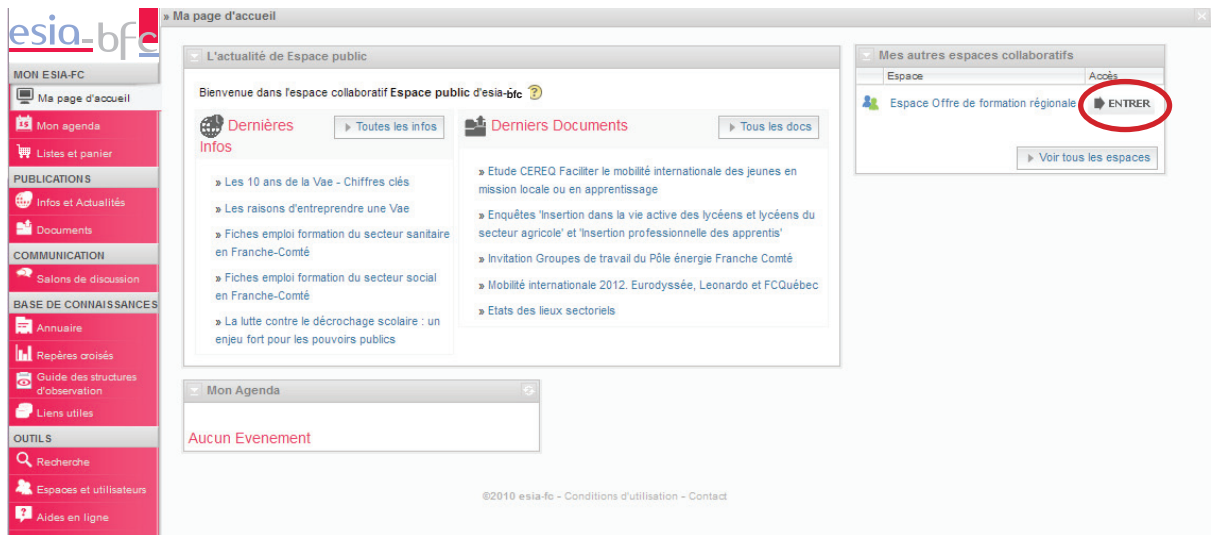 esia-bfc
» Ma page d'accueil
MON ESIA-FC
Ma page d'accueil
Mon agenda
Listes et panier
PUBLICATIONS
Infos et Actualités
Documents
COMMUNICATION
Salons de discussion
BASE DE CONNAISSANCES
Annuaire
Repères croisés
Guide des structures
d'observation
Liens utiles
OUTILS
Recherche
Espaces et utilisateurs
Aides en ligne
L'actualité de Espace public
Bienvenue dans l'espace collaboratif Espace public d'esia-bfc ?
Dernières
Infos
Toutes les infos
» Les 10 ans de la Vae - Chiffres clés
» Les raisons d'entreprendre une Vae
» Fiches emploi formation du secteur sanitaire
en Franche-Comté
» Fiches emploi formation du secteur social
en Franche-Comté
» La lutte contre le décrochage scolaire : un
enjeu fort pour les pouvoirs publics
Derniers Documents
Tous les docs
» Etude CEREQ Faciliter le mobilité internationale des jeunes en
mission locale ou en apprentissage
» Enquêtes 'Insertion dans la vie active des lycéens et lycéens du
secteur agricole' et 'Insertion professionnelle des apprentis'
» Invitation Groupes de travail du Pôle énergie Franche Comté
» Mobilité internationale 2012. Eurodyssée, Leonardo et FCQuébec
» Etats des lieux sectoriels
Mon Agenda
Aucun Evenement
Mes autres espaces collaboratifs
Espace Accès
Espace Offre de formation régionale ENTRER
Voir tous les espaces
©2010 esia-fc - Conditions d'utilisation - Contact